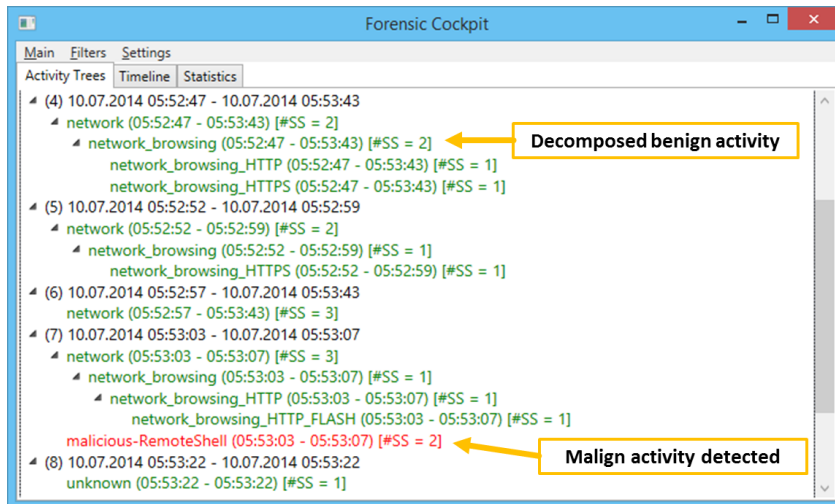 Forensic Cockpit
Main Filters Settings
Activity Trees Timeline Statistics
(4) 10.07.2014 05:52:47 - 10.07.2014 05:53:43
network (05:52:47 - 05:53:43) [#SS = 2]
network_browsing (05:52:47 - 05:53:43) [#SS = 2]
Decomposed benign activity
network_browsing_HTTP (05:52:47 - 05:53:43) [#SS = 1]
network_browsing_HTTPS (05:52:47 - 05:53:43) [#SS = 1]
(5) 10.07.2014 05:52:52 - 10.07.2014 05:52:59
network (05:52:52 - 05:52:59) [#SS = 2]
network_browsing (05:52:52 - 05:52:59) [#SS = 1]
network_browsing_HTTPS (05:52:52 - 05:52:59) [#SS = 1]
(6) 10.07.2014 05:52:57 - 10.07.2014 05:53:43
network (05:52:57 - 05:53:43) [#SS = 3]
(7) 10.07.2014 05:53:03 - 10.07.2014 05:53:07
network (05:53:03 - 05:53:07) [#SS = 3]
network_browsing (05:53:03 - 05:53:07) [#SS = 1]
network_browsing_HTTP (05:53:03 - 05:53:07) [#SS = 1]
network_browsing_HTTP_FLASH (05:53:03 - 05:53:07) [#SS = 1]
malicious-RemoteShell (05:53:03 - 05:53:07) [#SS = 2]
Malign activity detected
(8) 10.07.2014 05:53:22 - 10.07.2014 05:53:22
unknown (05:53:22 - 05:53:22) [#SS = 1]